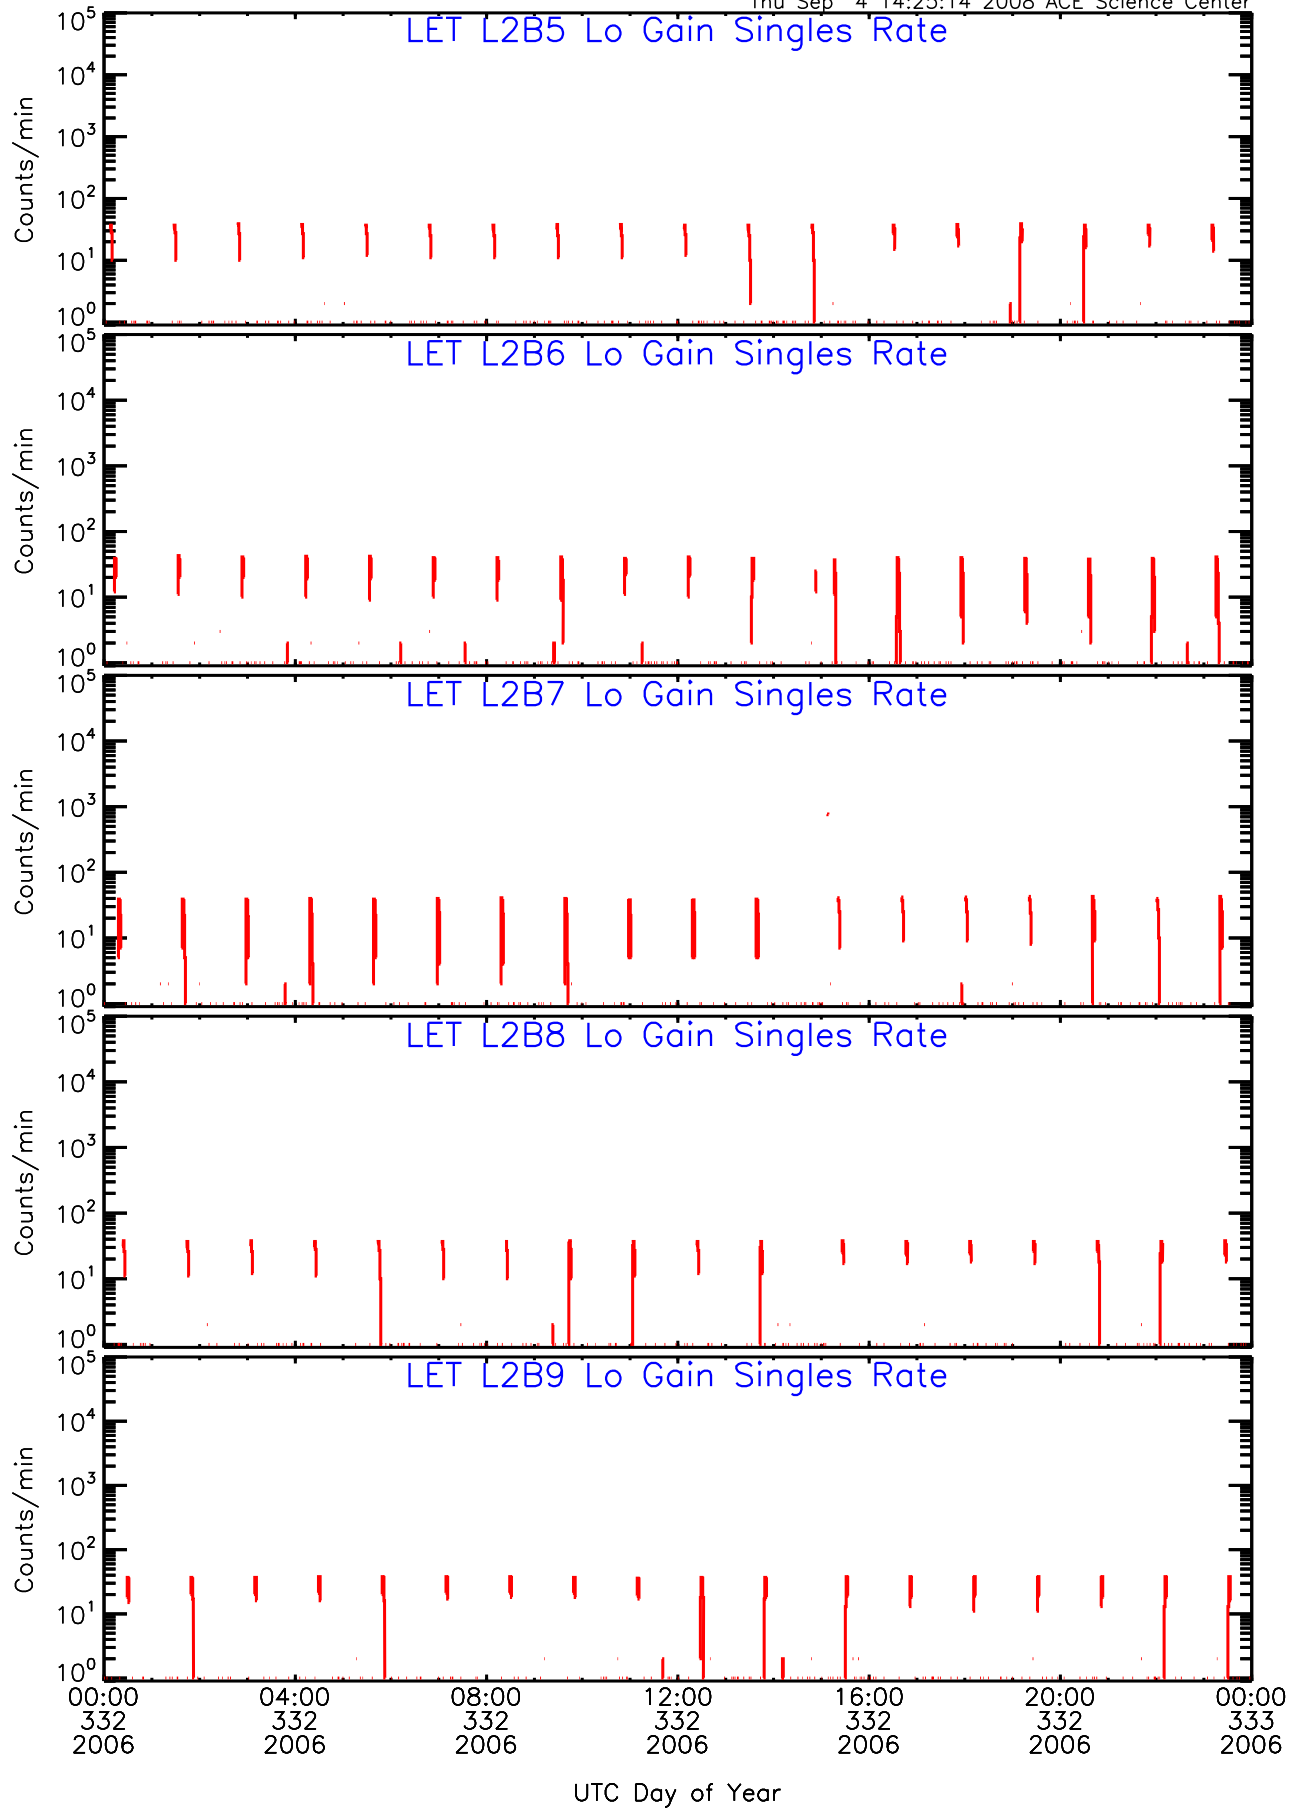 Thu Sep 4 14:25:14 2008 ACE Science Center
LET L2B5 Lo Gain Singles Rate
10^5
10^4
10^3
10^2
10^1
10^0
Counts/min
LET L2B6 Lo Gain Singles Rate
10^5
10^4
10^3
10^2
10^1
10^0
Counts/min
LET L2B7 Lo Gain Singles Rate
10^5
10^4
10^3
10^2
10^1
10^0
Counts/min
LET L2B8 Lo Gain Singles Rate
10^5
10^4
10^3
10^2
10^1
10^0
Counts/min
LET L2B9 Lo Gain Singles Rate
10^5
10^4
10^3
10^2
10^1
10^0
Counts/min
00:00 04:00 08:00 12:00 16:00 20:00 00:00
332 332 332 332 332 332 333
2006 2006 2006 2006 2006 2006 2006
UTC Day of Year